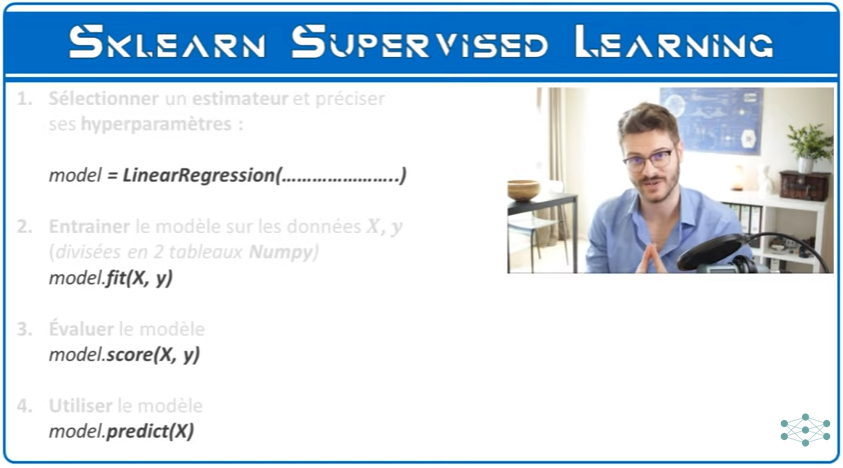 SKLEARN SUPERVISED LEARNING
1. Sélectionner un estimateur et préciser
ses hyperparamètres :
model = LinearRegression(…………………..)
2. Entrainer le modèle sur les données X, y
(divisées en 2 tableaux Numpy)
model.fit(X, y)
3. Évaluer le modèle
model.score(X, y)
4. Utiliser le modèle
model.predict(X)